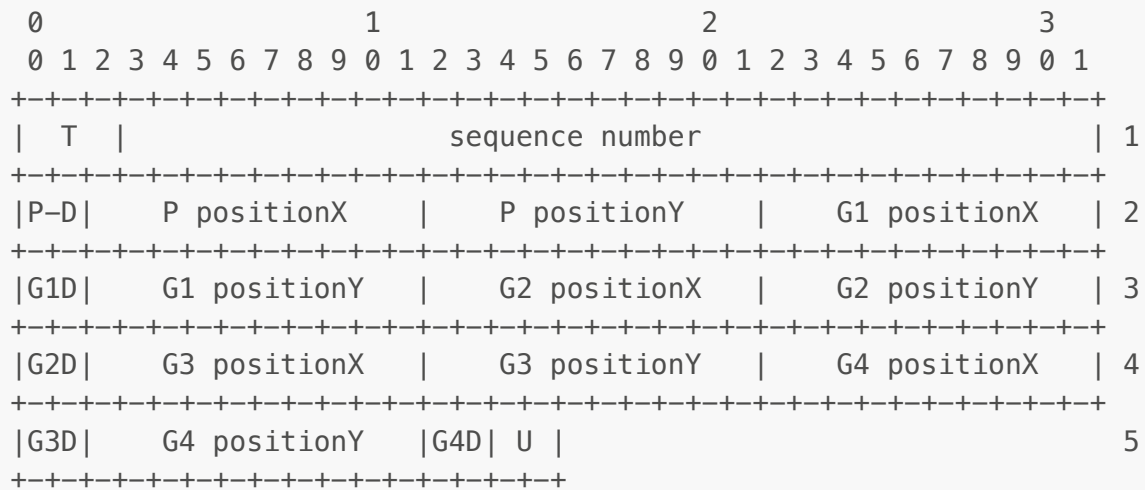 0                   1                   2                   3
 0 1 2 3 4 5 6 7 8 9 0 1 2 3 4 5 6 7 8 9 0 1 2 3 4 5 6 7 8 9 0 1
+-+-+-+-+-+-+-+-+-+-+-+-+-+-+-+-+-+-+-+-+-+-+-+-+-+-+-+-+-+-+-+-+
|  T  |                   sequence number                       | 1
+-+-+-+-+-+-+-+-+-+-+-+-+-+-+-+-+-+-+-+-+-+-+-+-+-+-+-+-+-+-+-+-+
|P-D|    P positionX    |    P positionY    |    G1 positionX   | 2
+-+-+-+-+-+-+-+-+-+-+-+-+-+-+-+-+-+-+-+-+-+-+-+-+-+-+-+-+-+-+-+-+
|G1D|    G1 positionY   |    G2 positionX   |    G2 positionY   | 3
+-+-+-+-+-+-+-+-+-+-+-+-+-+-+-+-+-+-+-+-+-+-+-+-+-+-+-+-+-+-+-+-+
|G2D|    G3 positionX   |    G3 positionY   |    G4 positionX   | 4
+-+-+-+-+-+-+-+-+-+-+-+-+-+-+-+-+-+-+-+-+-+-+-+-+-+-+-+-+-+-+-+-+
|G3D|    G4 positionY   |G4D| U |                                 5
+-+-+-+-+-+-+-+-+-+-+-+-+-+-+-+-+